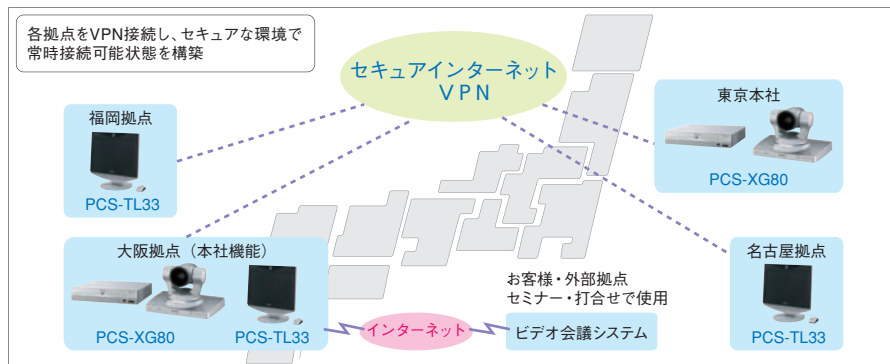 各拠点をVPN接続し、セキュアな環境で
常時接続可能状態を構築
セキュアインターネット
VPN
福岡拠点
PCS-TL33
東京本社
PCS-XG80
大阪拠点（本社機能）
PCS-XG80
PCS-TL33
インターネット
お客様・外部拠点
セミナー・打合せで使用
ビデオ会議システム
名古屋拠点
PCS-TL33